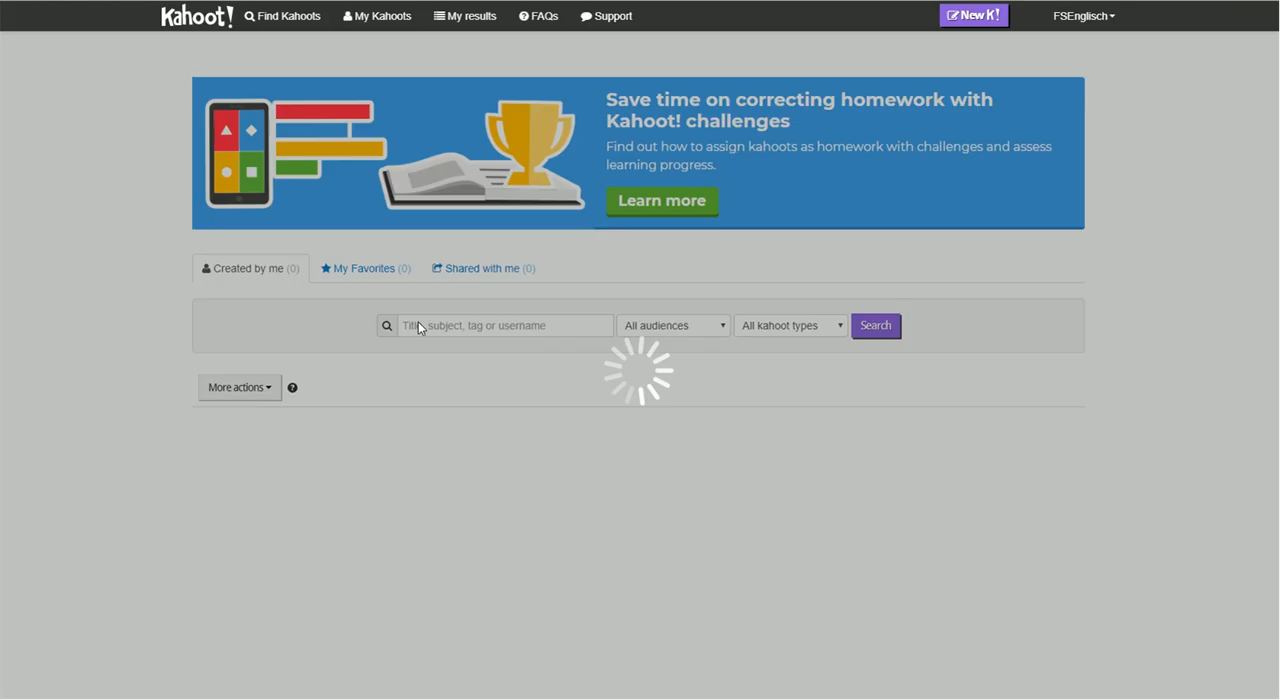 Kahoot! Find Kahoots My Kahoots My results FAQs Support New K! FSEnglisch
Save time on correcting homework with
Kahoot! challenges
Find out how to assign kahoots as homework with challenges and assess
learning progress.
Learn more
Created by me (0) My Favorites (0) Shared with me (0)
Title, subject, tag or username All audiences All kahoot types Search
More actions